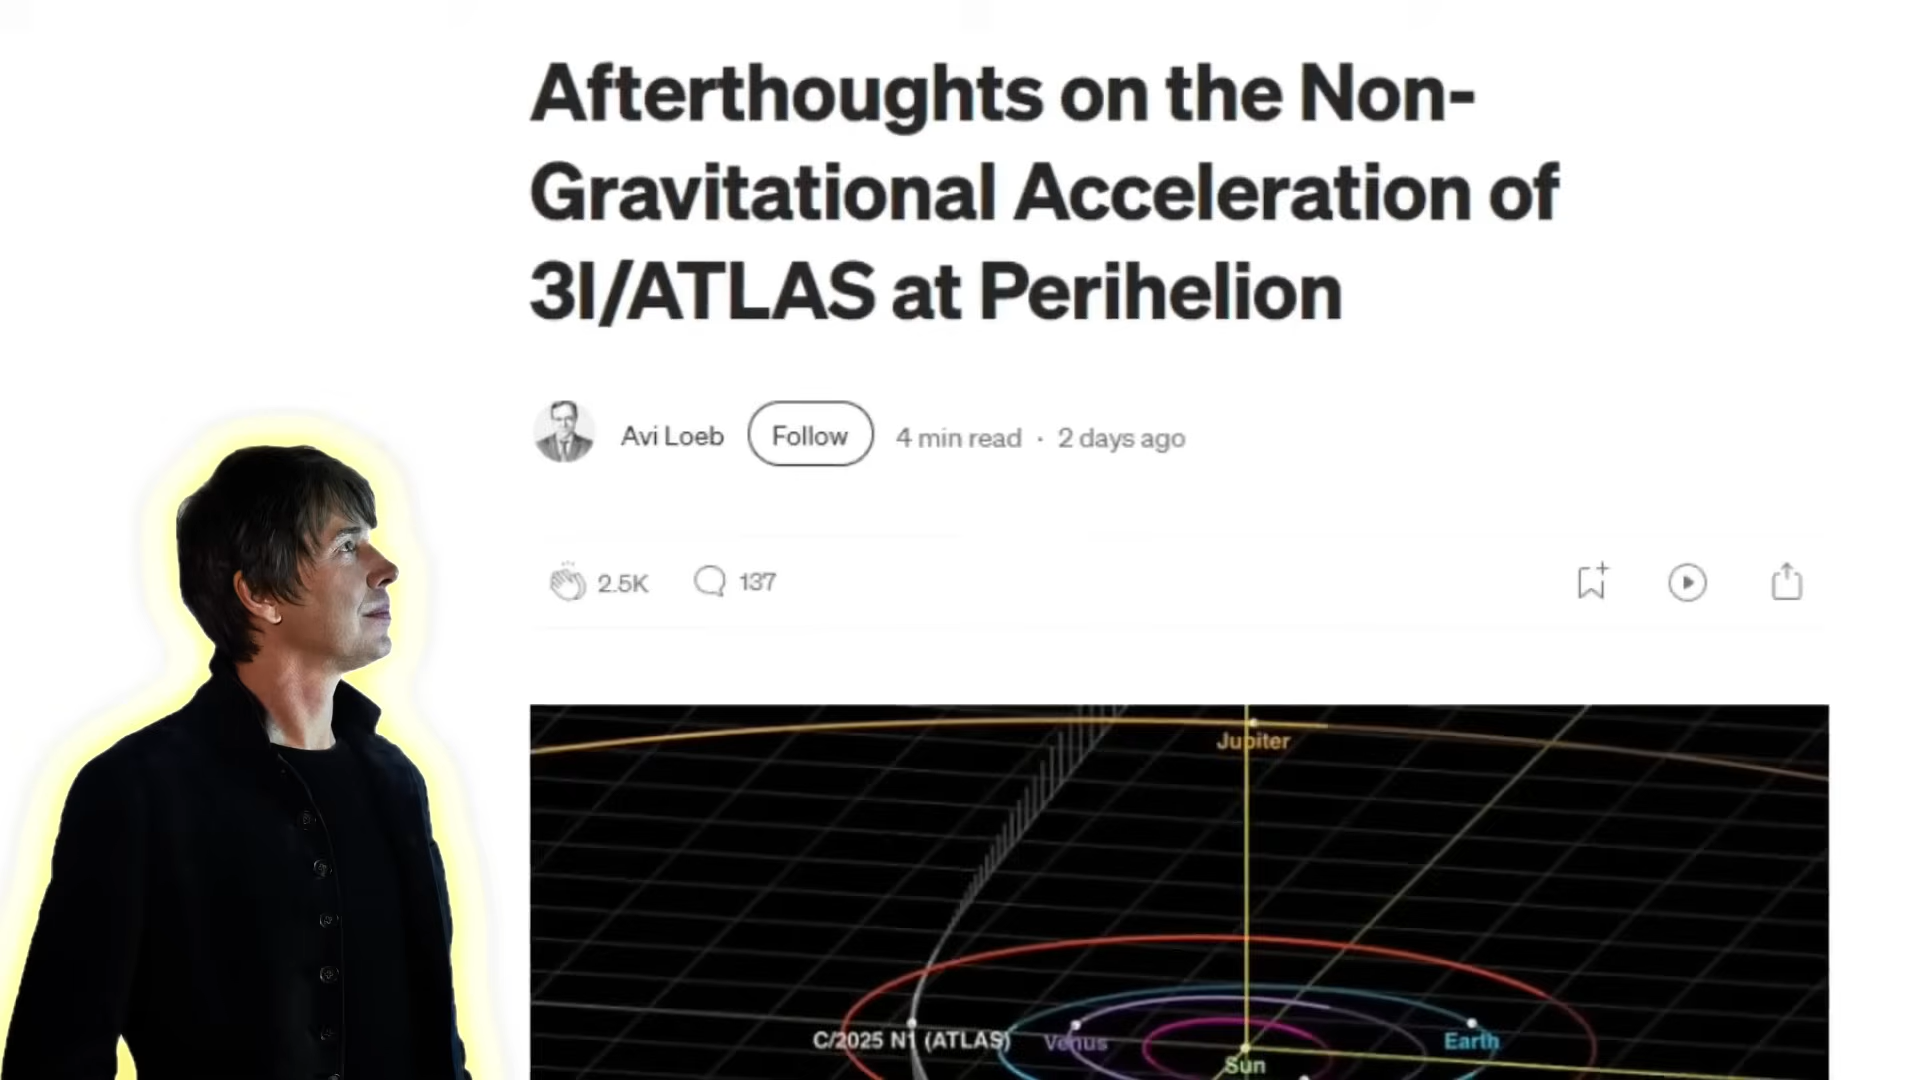 Afterthoughts on the Non-
Gravitational Acceleration of
3I/ATLAS at Perihelion
Avi Loeb Follow 4 min read · 2 days ago
2.5K 137
Jupiter
C/2025 N1 (ATLAS) Venus Earth
Sun